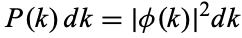 P(k) dk = |ϕ(k)|²dk